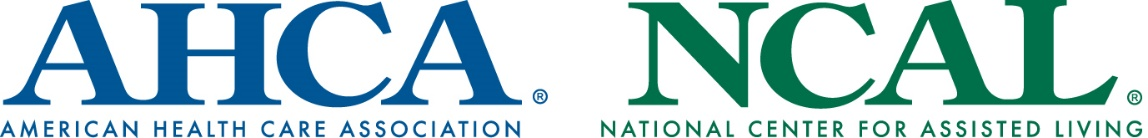 AHCA® NCAL®
AMERICAN HEALTH CARE ASSOCIATION NATIONAL CENTER FOR ASSISTED LIVING